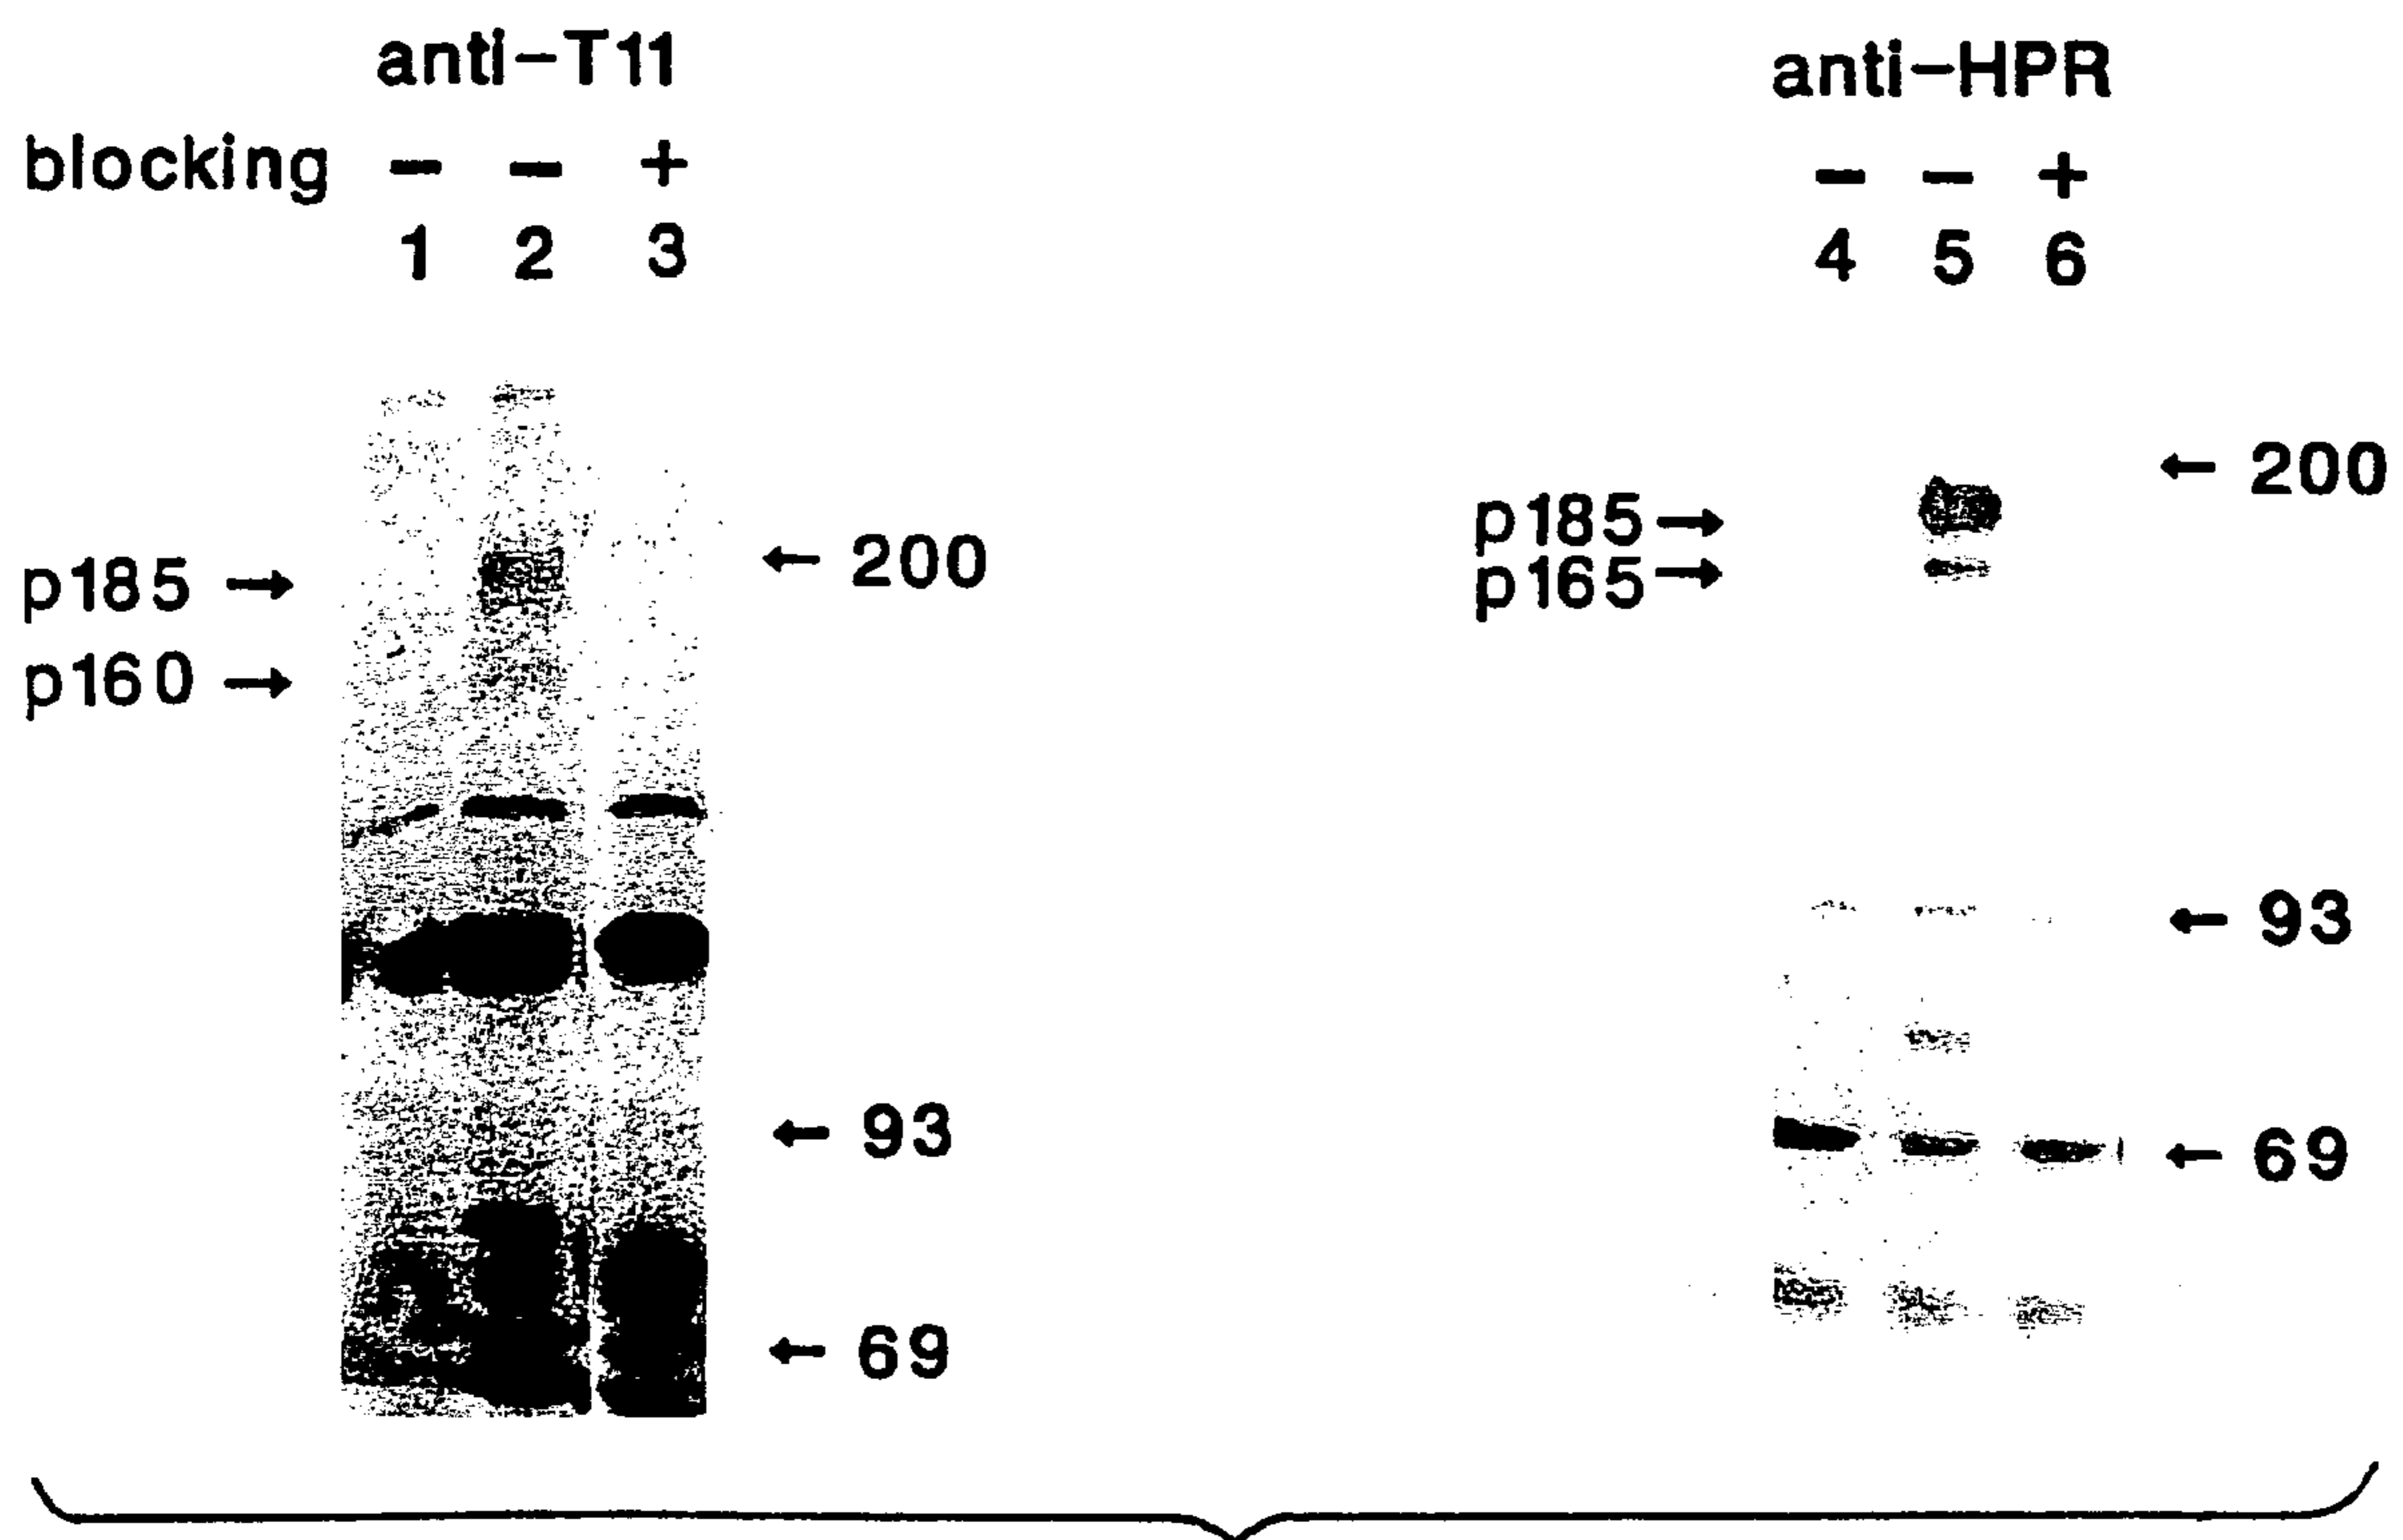 anti-T11
blocking - - +
1 2 3
p185 →
p160 →
← 200
← 93
← 69
anti-HPR
- - +
4 5 6
p185 →
p165 →
← 200
← 93
← 69